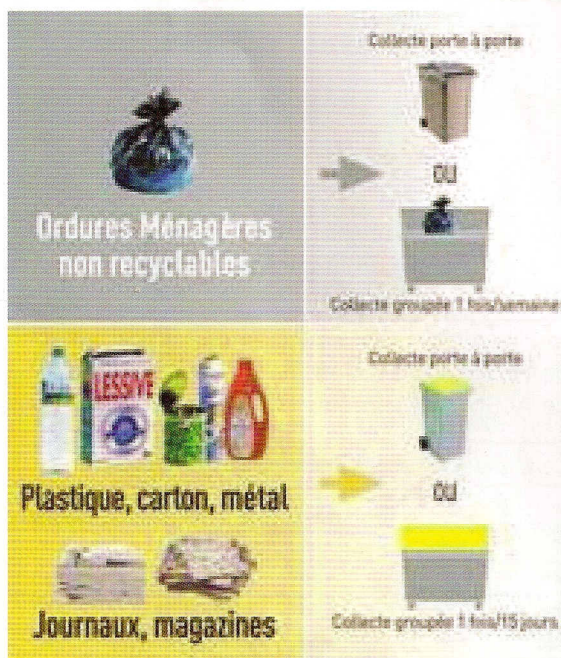 Collecte porte à porte
OU
Ordures Ménagères
non recyclables
Collecte groupée 1 fois/semaine
LESSIVE
Collecte porte à porte
OU
Plastique, carton, métal
Journaux, magazines
Collecte groupée 1 fois/15 jours